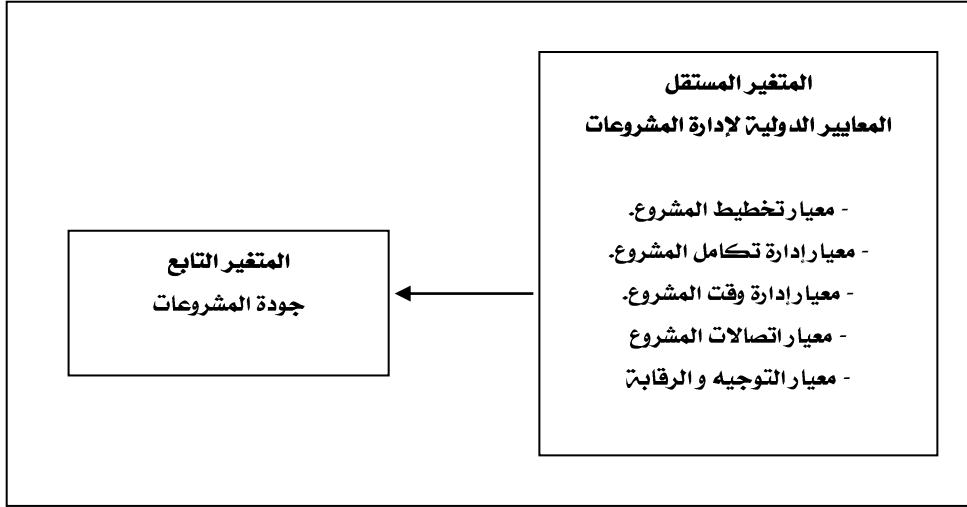 المتغير المستقل
المعايير الدولية لإدارة المشروعات
- معيار تخطيط المشروع.
- معيار إدارة تكامل المشروع.
- معيار إدارة وقت المشروع.
- معيار اتصالات المشروع
- معيار التوجيه و الرقابة
المتغير التابع
جودة المشروعات